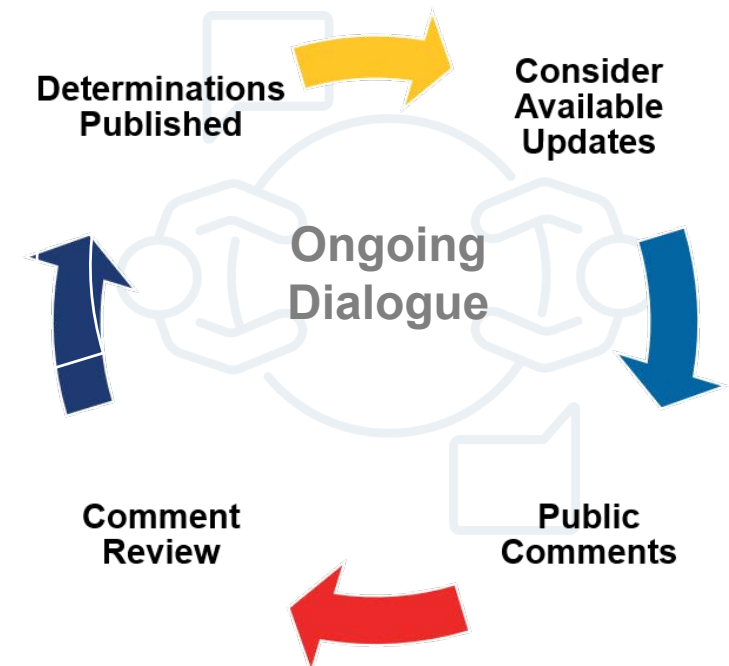 Determinations
Published
Consider
Available
Updates
Ongoing
Dialogue
Comment
Review
Public
Comments